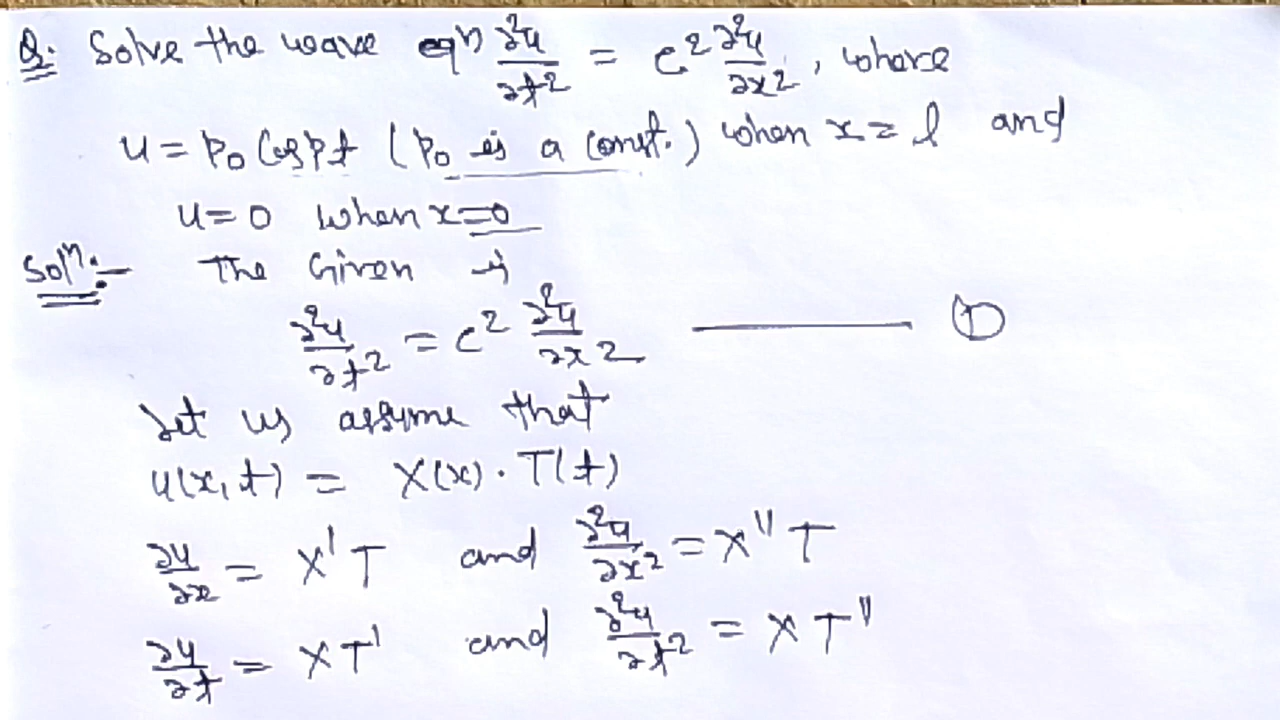 Q. Solve the wave eqn ∂²u/∂t² = c² ∂²u/∂x², where
u = P₀ Cos pt (P₀ is a const.) when x = l and
u = 0 when x = 0
Solⁿ:- The Given is
∂²u/∂t² = c² ∂²u/∂x² ——— ①
Let us assume that
u(x,t) = X(x) · T(t)
∂u/∂x = X'T and ∂²u/∂x² = X''T
∂u/∂t = XT' and ∂²u/∂t² = XT''